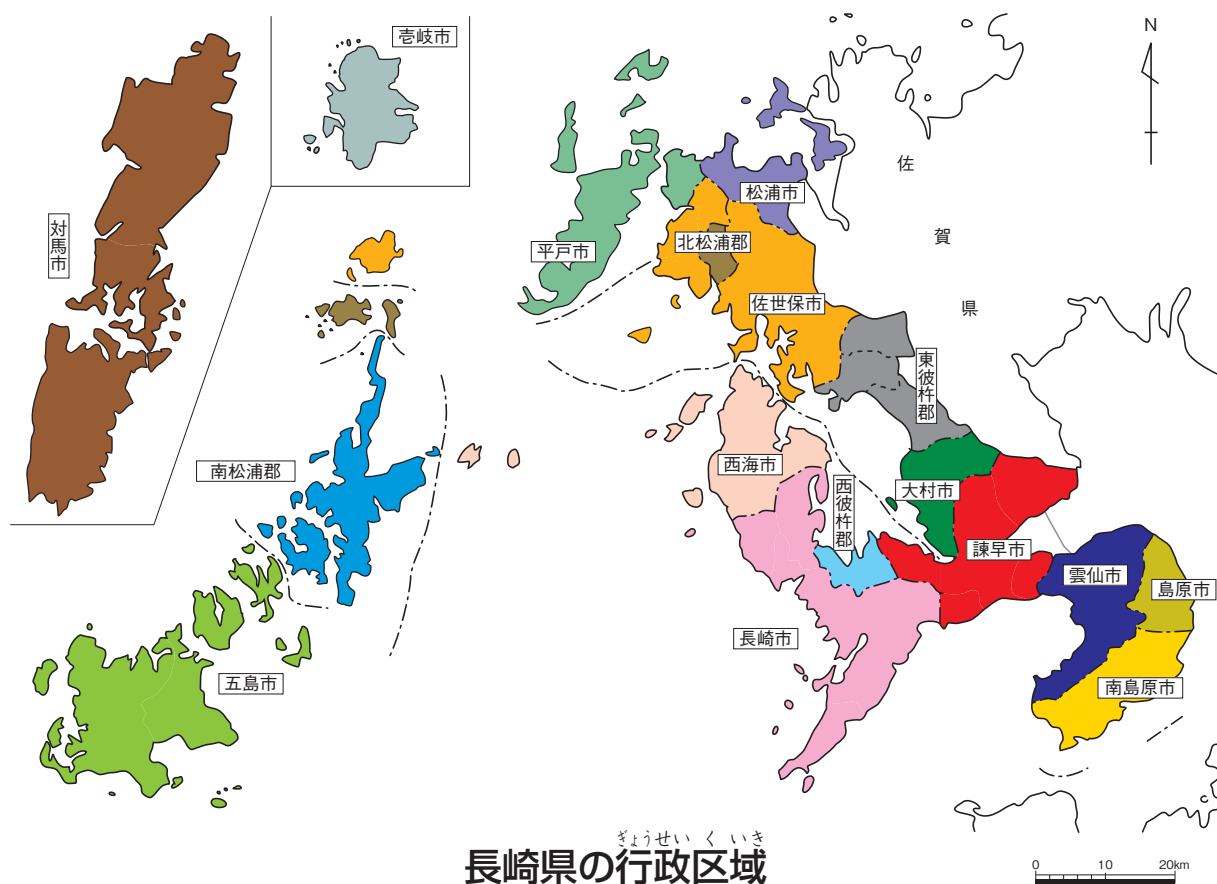 壱岐市
N
佐
賀
県
対馬市
松浦市
北松浦郡
平戸市
佐世保市
東彼杵郡
南松浦郡
西海市
西彼杵郡
大村市
諫早市
雲仙市
島原市
長崎市
五島市
南島原市
ぎょうせい く いき
長崎県の行政区域
0 10 20km